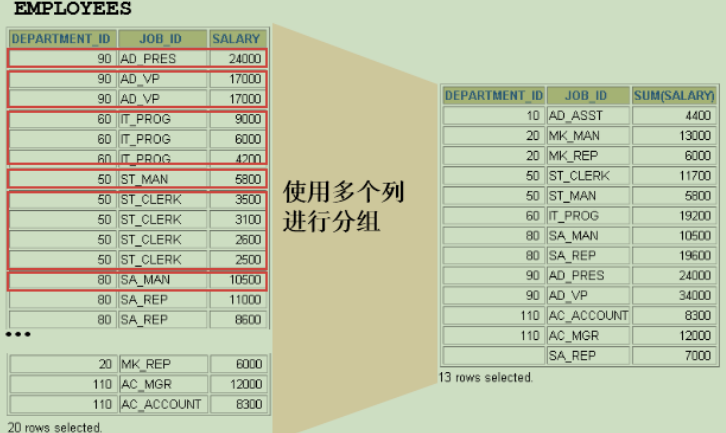 EMPLOYEES
DEPARTMENT_ID JOB_ID SALARY
90 AD_PRES 24000
90 AD_VP 17000
90 AD_VP 17000
60 IT_PROG 9000
60 IT_PROG 6000
60 IT_PROG 4200
50 ST_MAN 5800
50 ST_CLERK 3500
50 ST_CLERK 3100
50 ST_CLERK 2600
50 ST_CLERK 2500
80 SA_MAN 10500
80 SA_REP 11000
80 SA_REP 8600
...
20 MK_REP 6000
110 AC_MGR 12000
110 AC_ACCOUNT 8300
20 rows selected.
使用多个列
进行分组
DEPARTMENT_ID JOB_ID SUM(SALARY)
10 AD_ASST 4400
20 MK_MAN 13000
20 MK_REP 6000
50 ST_CLERK 11700
50 ST_MAN 5800
60 IT_PROG 19200
80 SA_MAN 10500
80 SA_REP 19600
90 AD_PRES 24000
90 AD_VP 34000
110 AC_ACCOUNT 8300
110 AC_MGR 12000
SA_REP 7000
13 rows selected.